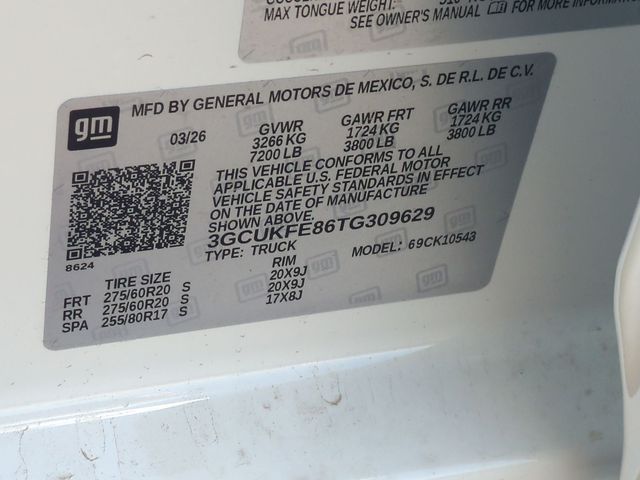 MAX TONGUE WEIGHT:
SEE OWNER'S MANUAL FOR MORE INFORMATION
gm
MFD BY GENERAL MOTORS DE MEXICO, S. DE R.L. DE C.V.
03/26 GVWR GAWR FRT GAWR RR
3266 KG 1724 KG 1724 KG
7200 LB 3800 LB 3800 LB
THIS VEHICLE CONFORMS TO ALL
APPLICABLE U.S. FEDERAL MOTOR
VEHICLE SAFETY STANDARDS IN EFFECT
ON THE DATE OF MANUFACTURE
SHOWN ABOVE.
3GCUKFE86TG309629
TYPE: TRUCK MODEL: 69CK10543
8624
TIRE SIZE RIM
FRT 275/60R20 S 20X9J
RR 275/60R20 S 20X9J
SPA 255/80R17 S 17X8J